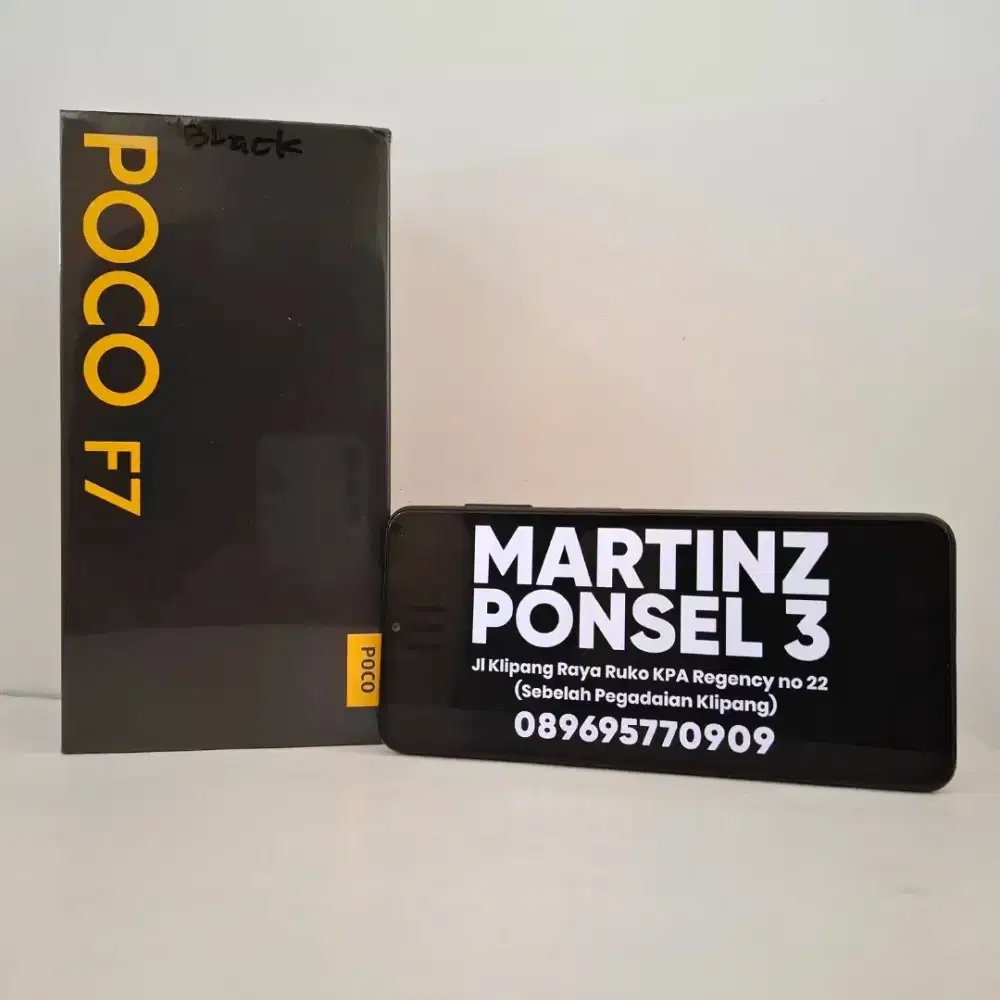 Black
POCO F7
POCO
MARTINZ
PONSEL 3
Jl Klipang Raya Ruko KPA Regency no 22
(Sebelah Pegadaian Klipang)
089695770909